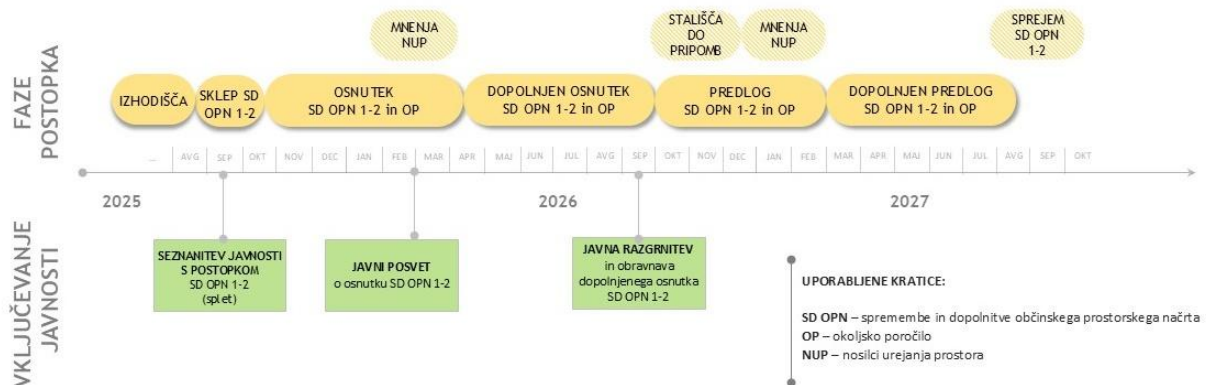 FAZE
POSTOPKA
MNENJA
NUP
STALIŠČA
DO
PRIPOMB
MNENJA
NUP
SPREJEM
SD OPN
1-2
IZHODIŠČA
SKLEP SD
OPN 1-2
OSNUTEK
SD OPN 1-2 in OP
DOPOLNJEN OSNUTEK
SD OPN 1-2 in OP
PREDLOG
SD OPN 1-2 in OP
DOPOLNJEN PREDLOG
SD OPN 1-2 in OP
... AVG SEP OKT NOV DEC JAN FEB MAR APR MAJ JUN JUL AVG SEP OKT NOV DEC JAN FEB MAR APR MAJ JUN JUL AVG SEP OKT
2025 2026 2027
VKLJUČEVANJE
JAVNOSTI
SEZNANITEV JAVNOSTI
S POSTOPKOM
SD OPN 1-2
(splet)
JAVNI POSVET
o osnutku SD OPN 1-2
JAVNA RAZGRNITEV
in obravnava
dopolnjenega osnutka
SD OPN 1-2
UPORABLJENE KRATICE:
SD OPN – spremembe in dopolnitve občinskega prostorskega načrta
OP – okoljsko poročilo
NUP – nosilci urejanja prostora